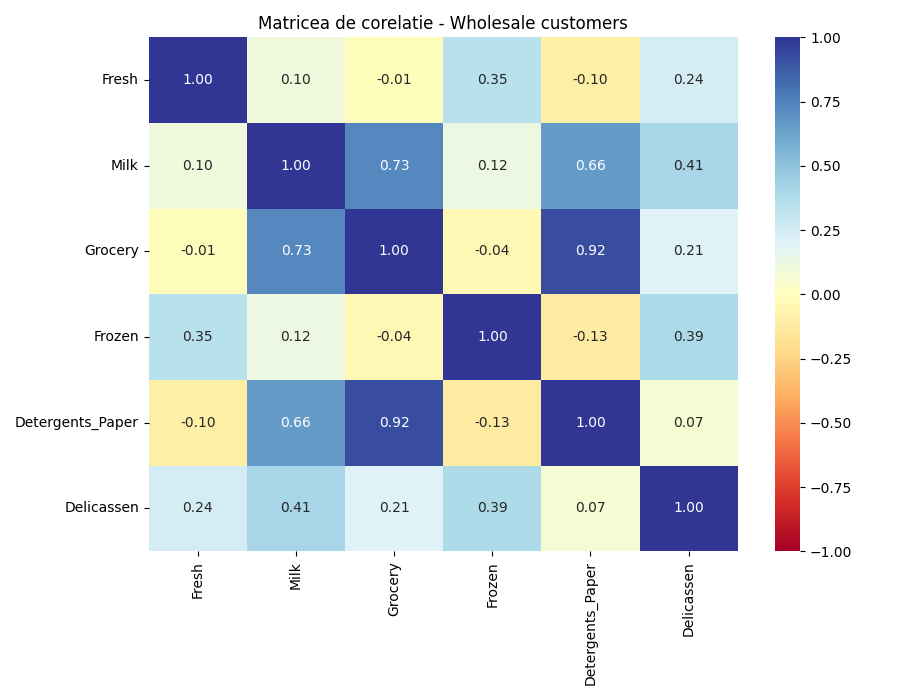 Matricea de corelatie - Wholesale customers
Fresh 1.00 0.10 -0.01 0.35 -0.10 0.24
Milk 0.10 1.00 0.73 0.12 0.66 0.41
Grocery -0.01 0.73 1.00 -0.04 0.92 0.21
Frozen 0.35 0.12 -0.04 1.00 -0.13 0.39
Detergents_Paper -0.10 0.66 0.92 -0.13 1.00 0.07
Delicassen 0.24 0.41 0.21 0.39 0.07 1.00
Fresh
Milk
Grocery
Frozen
Detergents_Paper
Delicassen
1.00
0.75
0.50
0.25
0.00
−0.25
−0.50
−0.75
−1.00